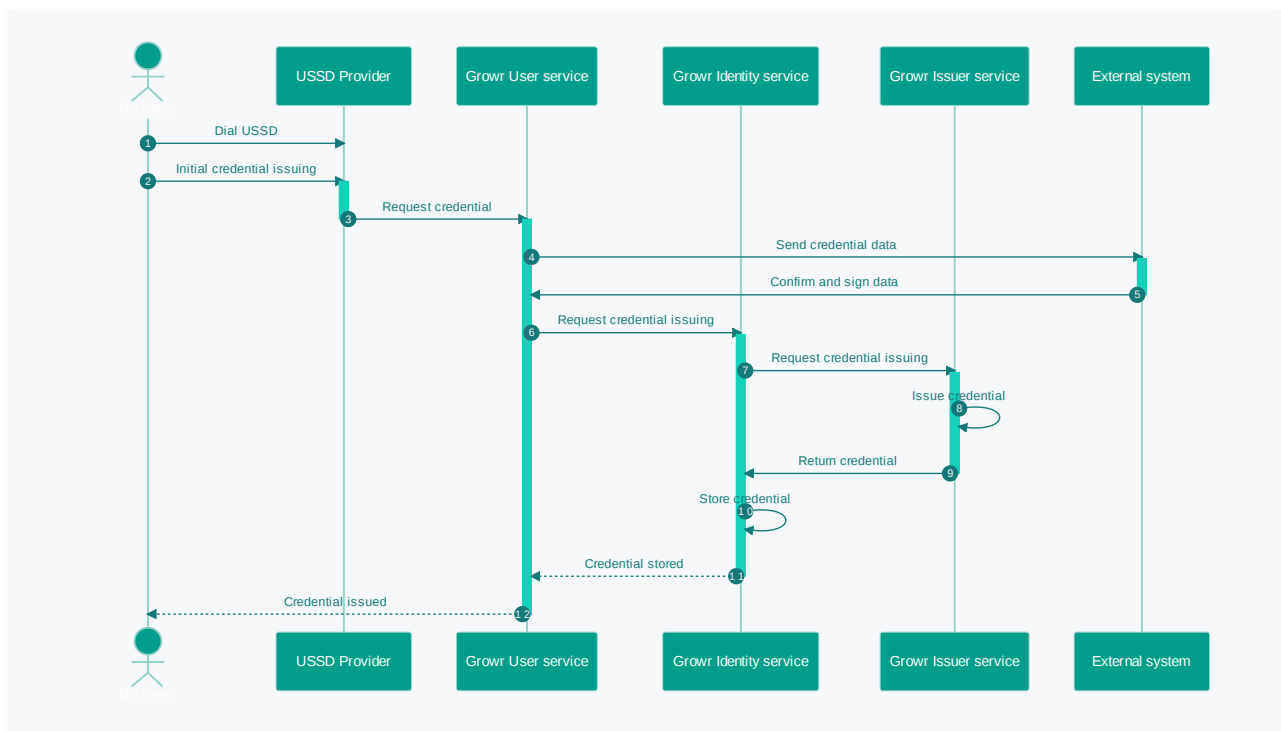 USSD Provider
Growr User service
Growr Identity service
Growr Issuer service
External system
Borrower
Dial USSD
1
Initial credential issuing
2
Request credential
3
Send credential data
4
Confirm and sign data
5
Request credential issuing
6
Request credential issuing
7
Issue credential
8
Return credential
9
Store credential
10
Credential stored
11
Credential issued
12
USSD Provider
Growr User service
Growr Identity service
Growr Issuer service
External system
Borrower